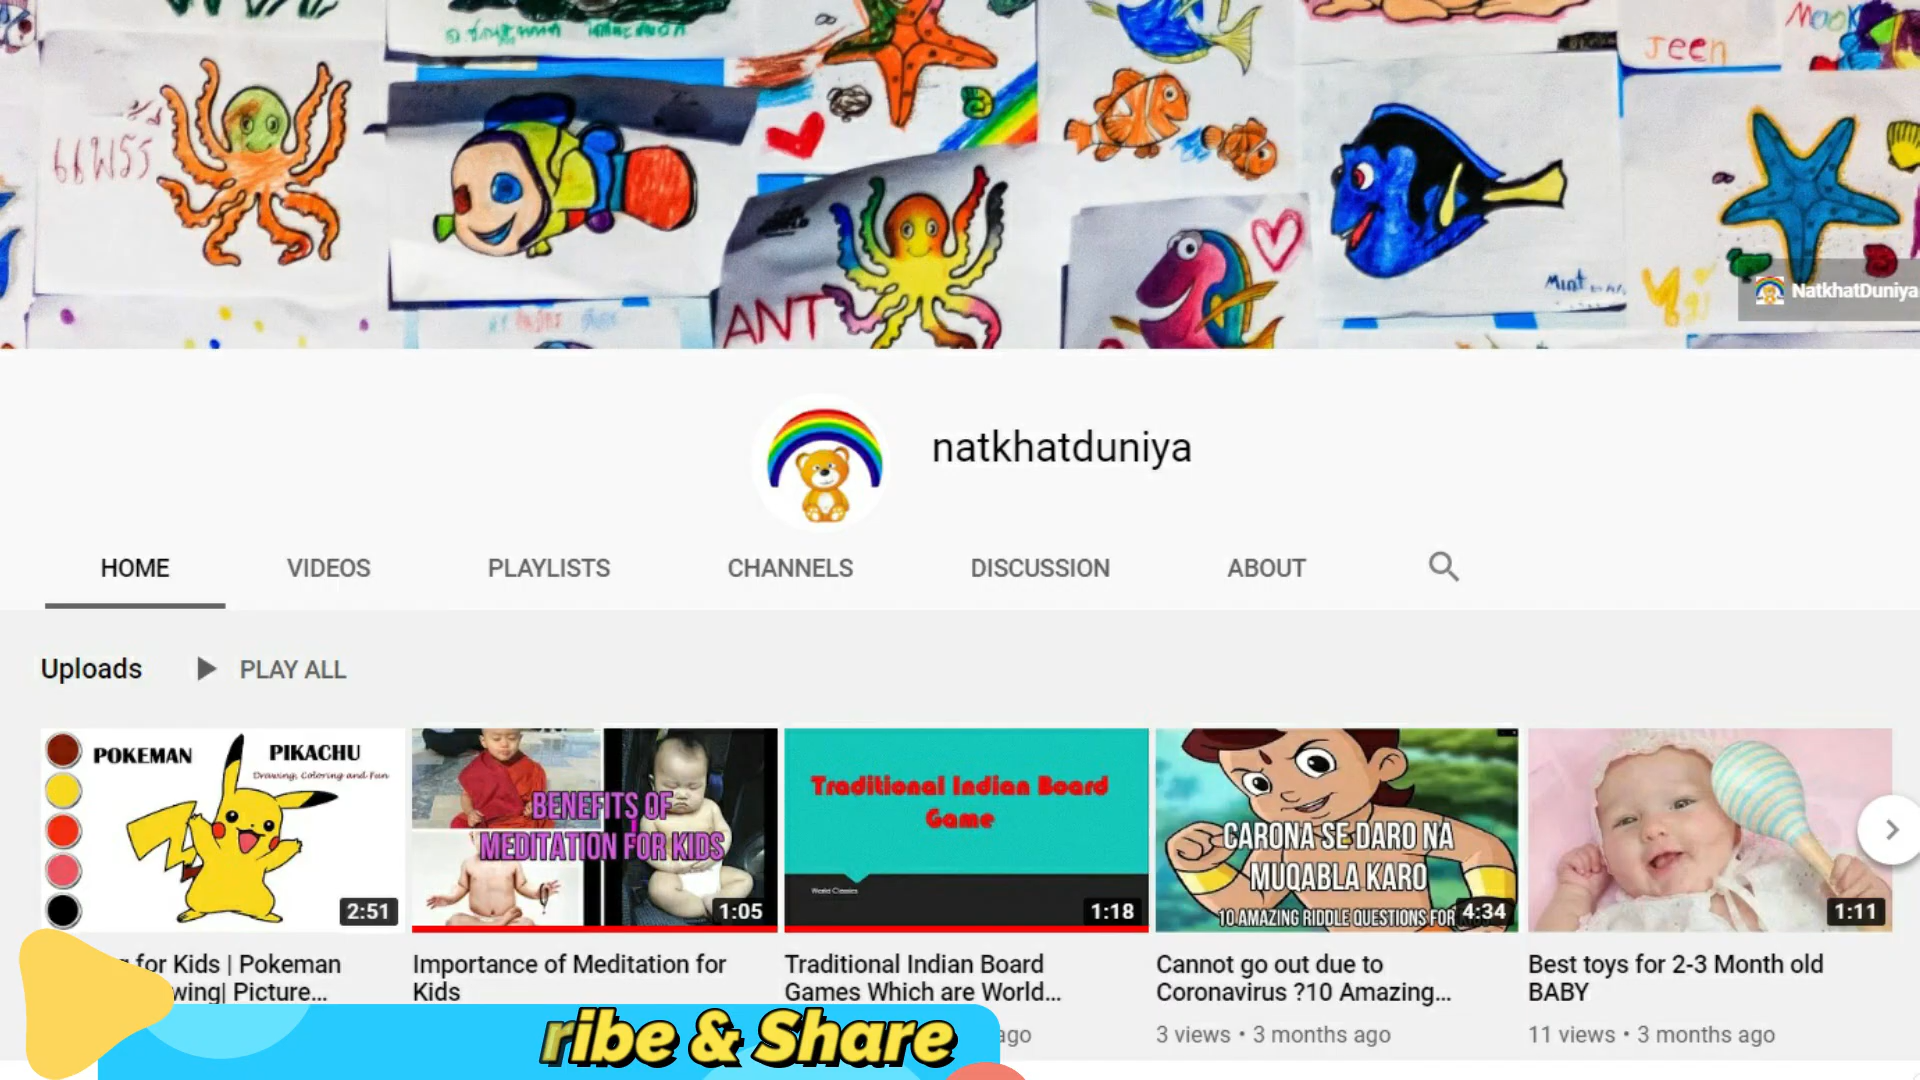 Jeen
ANT
Mint
NatkhatDuniya
natkhatduniya
HOME VIDEOS PLAYLISTS CHANNELS DISCUSSION ABOUT
Uploads PLAY ALL
POKEMAN PIKACHU
Drawing, Coloring and Fun
2:51
BENEFITS OF
MEDITATION FOR KIDS
1:05
Traditional Indian Board
Game
World Classics
1:18
CARONA SE DARO NA
MUQABLA KARO
10 AMAZING RIDDLE QUESTIONS FOR
4:34
1:11
for Kids | Pokeman
wing| Picture...
Importance of Meditation for
Kids
Traditional Indian Board
Games Which are World...
ago
Cannot go out due to
Coronavirus ?10 Amazing...
3 views • 3 months ago
Best toys for 2-3 Month old
BABY
11 views • 3 months ago
ribe & Share